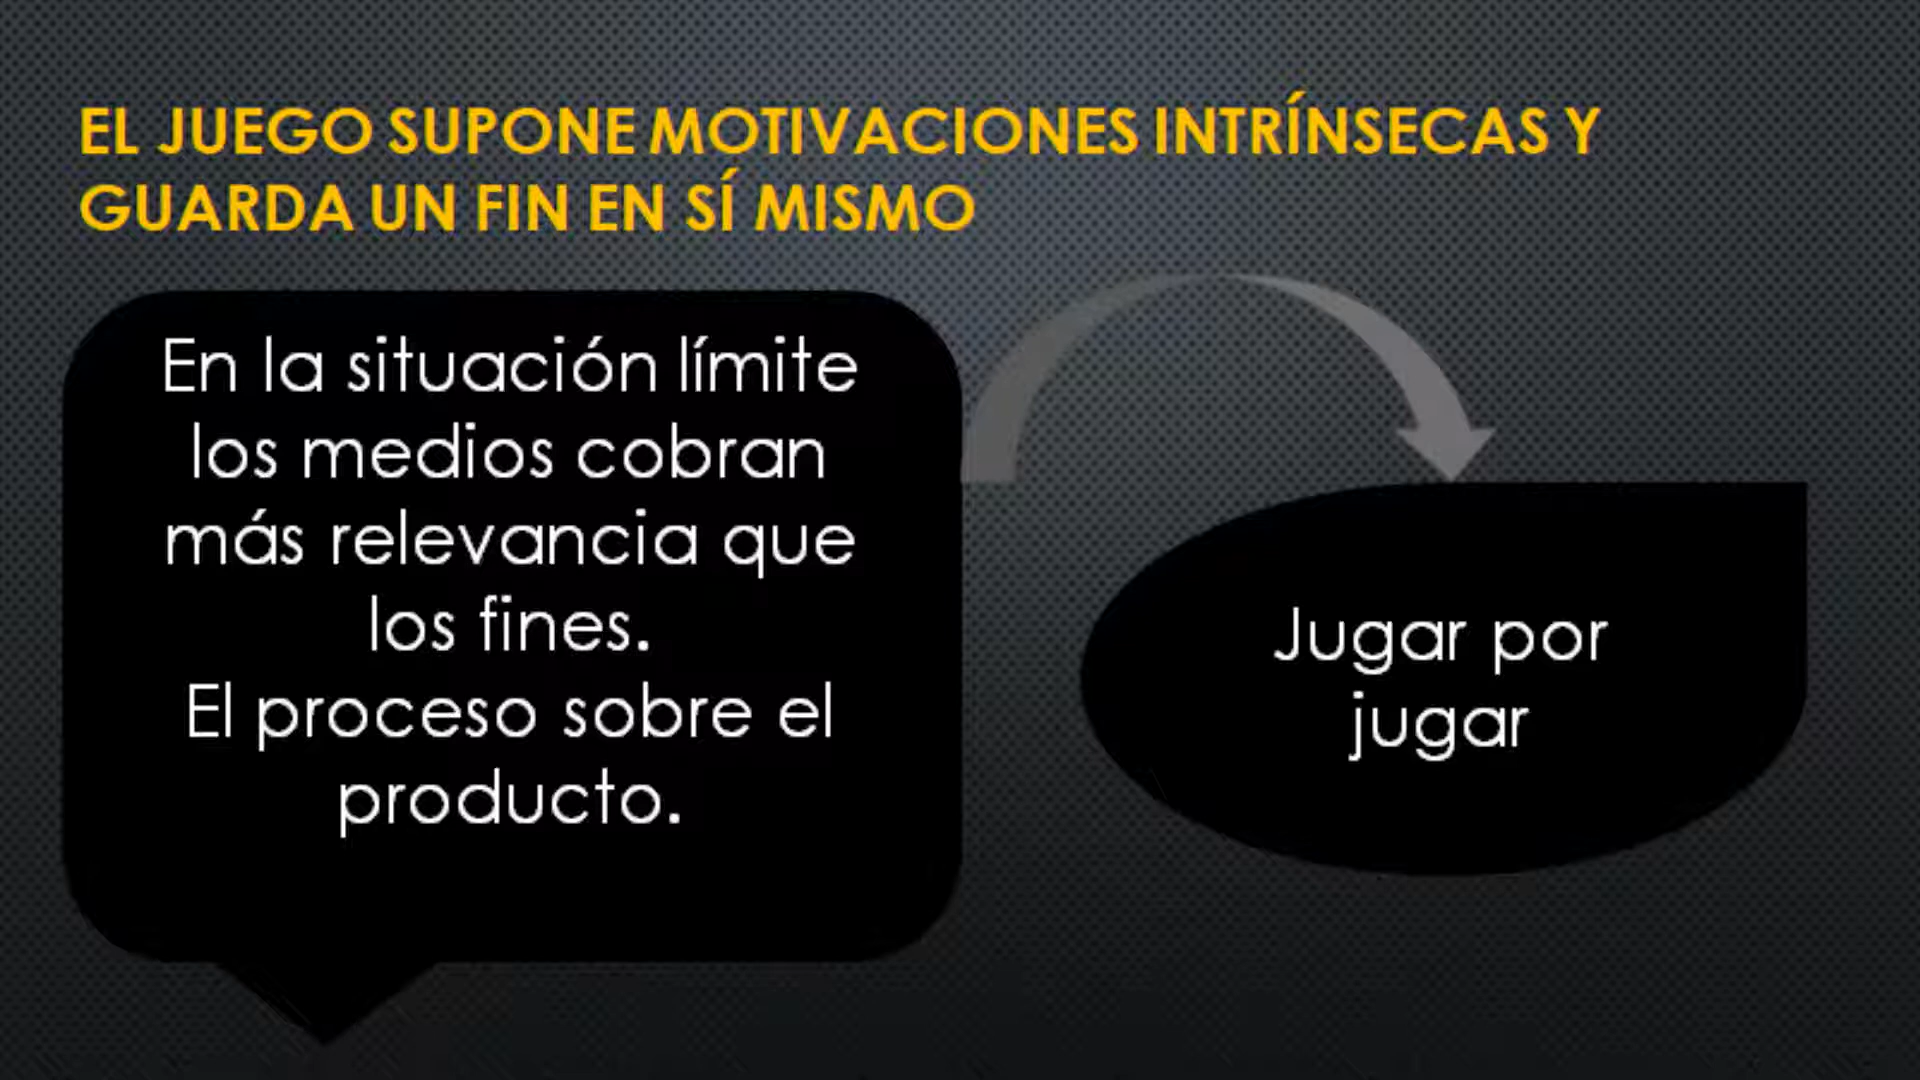 EL JUEGO SUPONE MOTIVACIONES INTRÍNSECAS Y
GUARDA UN FIN EN SÍ MISMO
En la situación límite
los medios cobran
más relevancia que
los fines.
El proceso sobre el
producto.
Jugar por
jugar